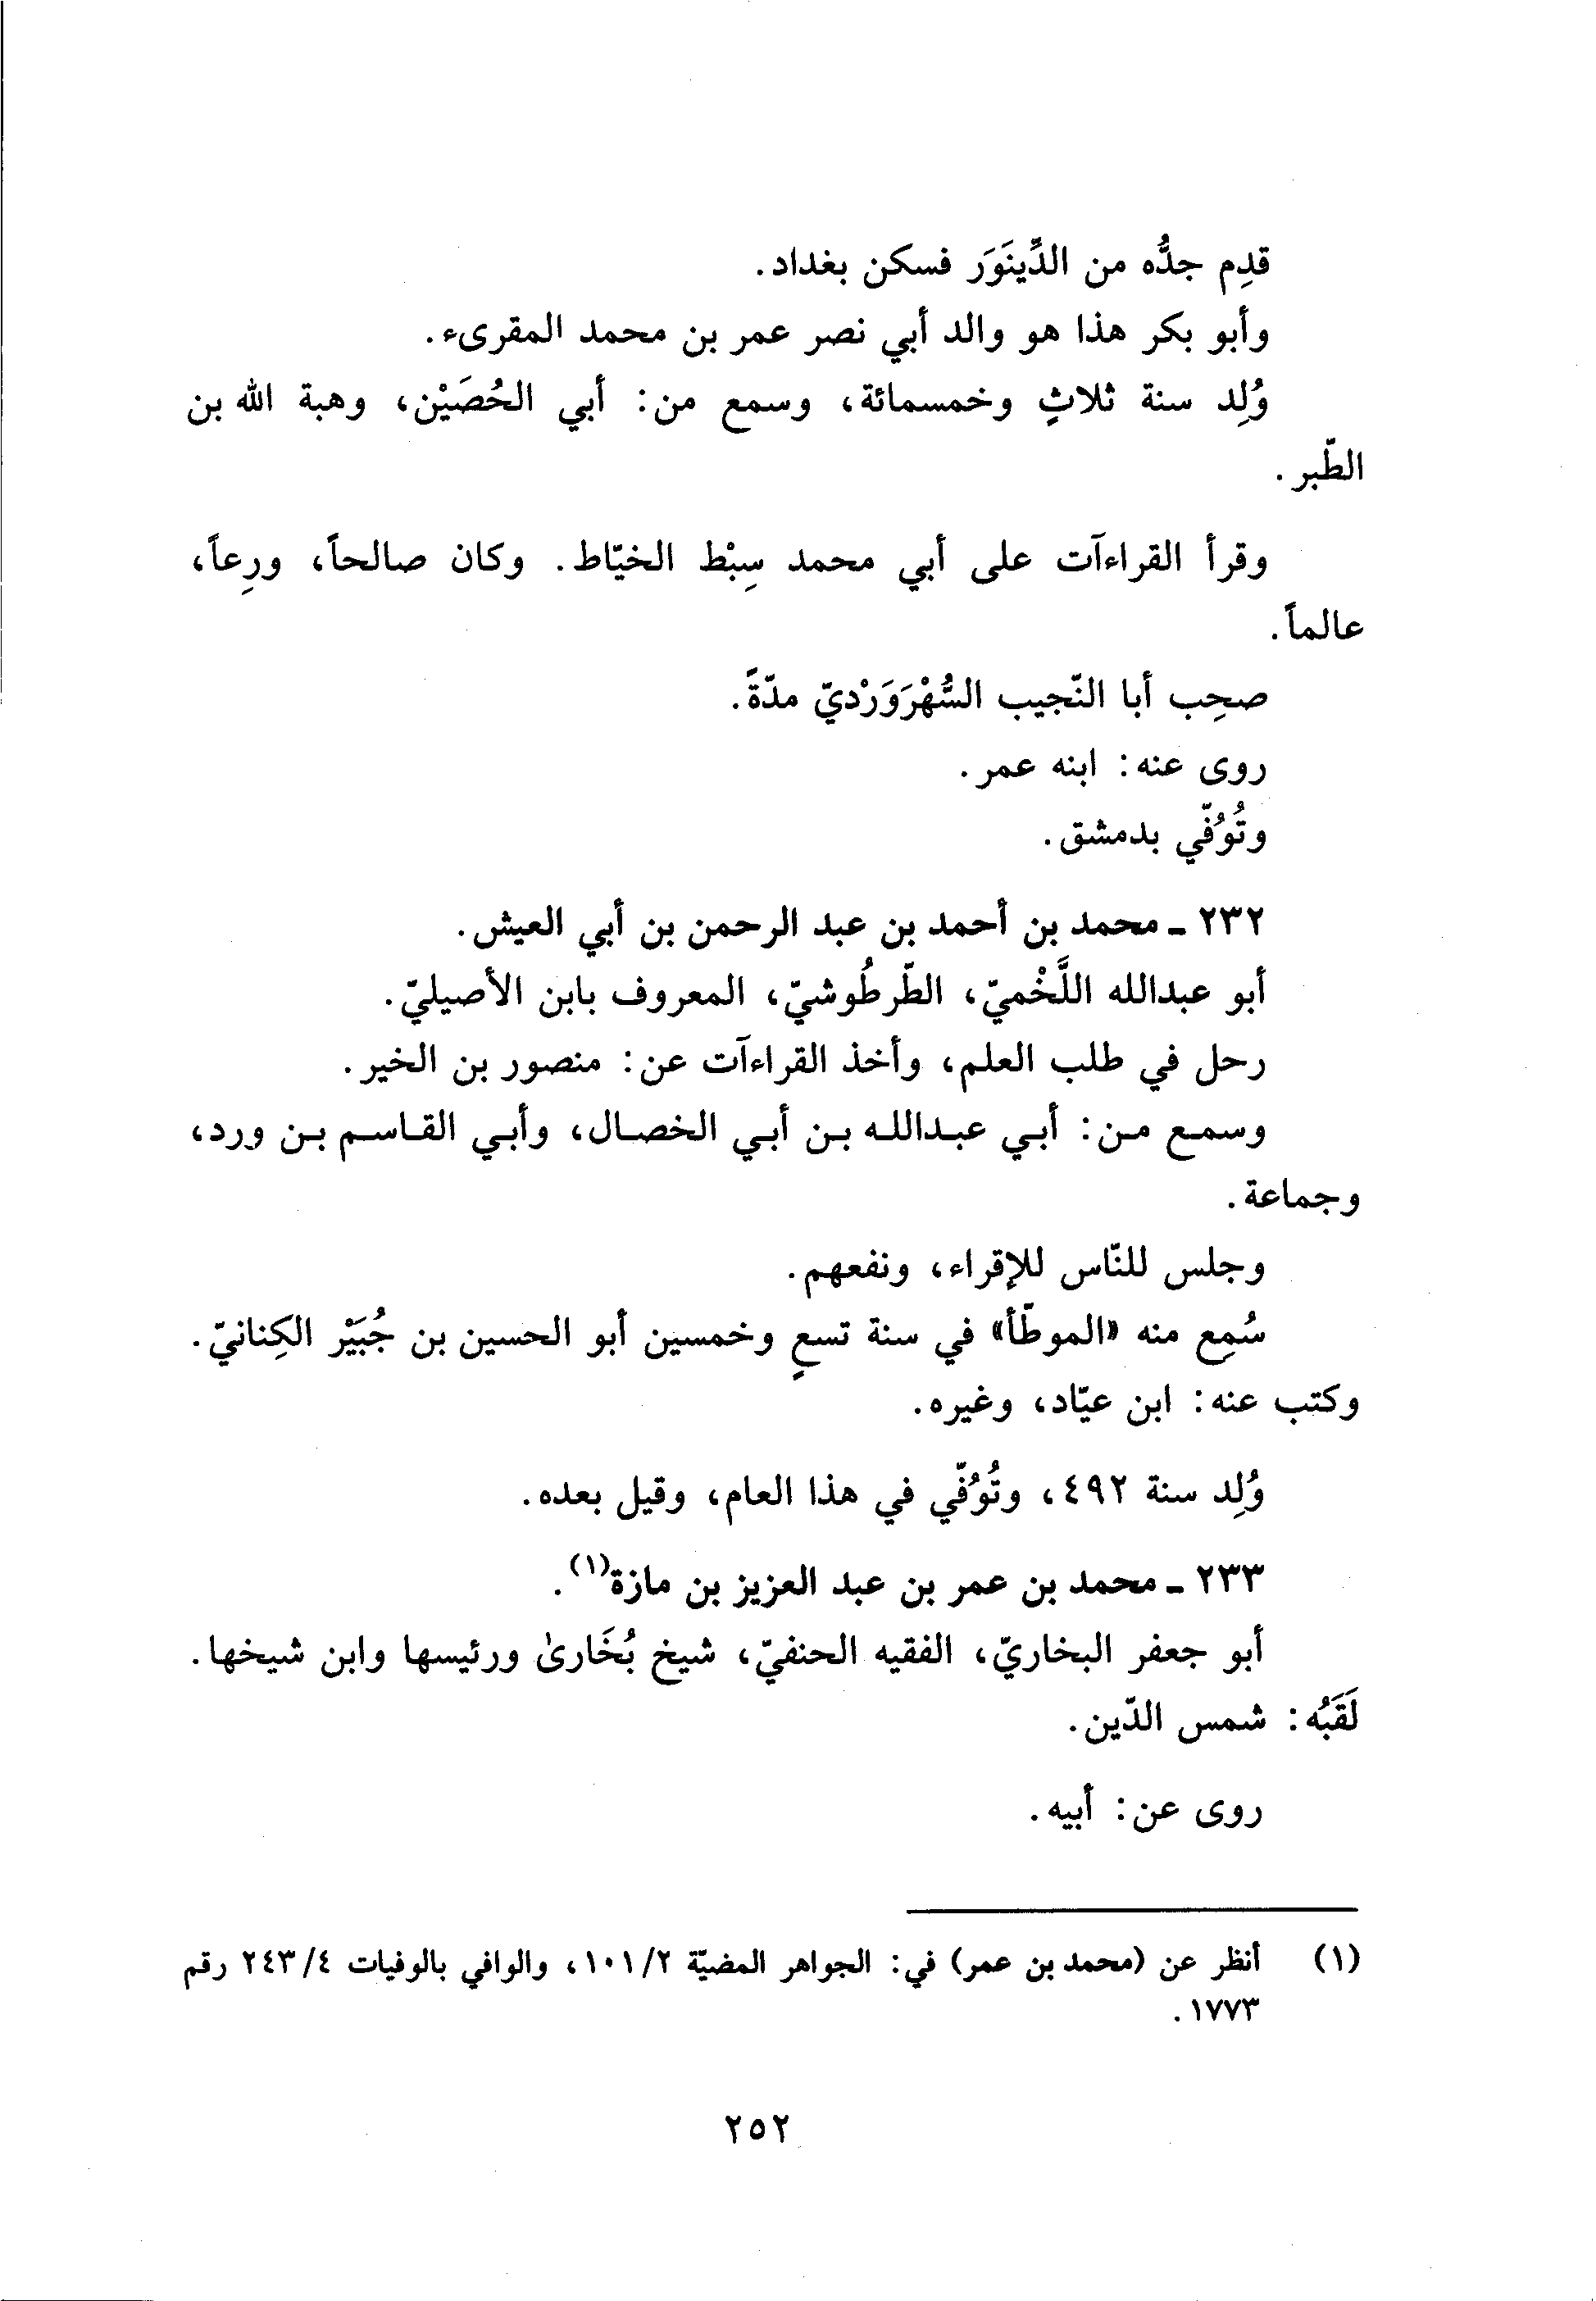 قدِم جدُّه من الدِّينَوَر فسكن بغداد.
وأبو بكر هذا هو والد أبي نصر عمر بن محمد المقرىء.
وُلِد سنة ثلاثٍ وخمسمائة، وسمع من: أبي الحُصَيْن، وهبة الله بن
الطّبر.
وقرأ القراءآت على أبي محمد سِبْط الخيّاط. وكان صالحاً، ورِعاً،
عالماً.
صحِب أبا النّجيب السُّهْرَوَرْديّ مدّةً.
روى عنه: ابنه عمر.
وتُوُفّي بدمشق.
٢٣٢ - محمد بن أحمد بن عبد الرحمن بن أبي العيش.
أبو عبدالله اللَّخْميّ، الطّرطُوشيّ، المعروف بابن الأصيليّ.
رحل في طلب العلم، وأخذ القراءآت عن: منصور بن الخير.
وسمع من: أبي عبدالله بن أبي الخصال، وأبي القاسم بن ورد،
وجماعة.
وجلس للنّاس للإقراء، ونفعهم.
سُمِع منه «الموطّأ» في سنة تسعٍ وخمسين أبو الحسين بن جُبَيْر الكِنانيّ.
وكتب عنه: ابن عيّاد، وغيره.
وُلِد سنة ٤٩٢، وتُوُفّي في هذا العام، وقيل بعده.
٢٣٣ - محمد بن عمر بن عبد العزيز بن مازة(١).
أبو جعفر البخاريّ، الفقيه الحنفيّ، شيخ بُخَارىٰ ورئيسها وابن شيخها.
لَقَبُه: شمس الدّين.
روى عن: أبيه.
(١) أنظر عن (محمد بن عمر) في: الجواهر المضيّة ١٠١/٢، والوافي بالوفيات ٢٤٣/٤ رقم
١٧٧٣.
٢٥٢